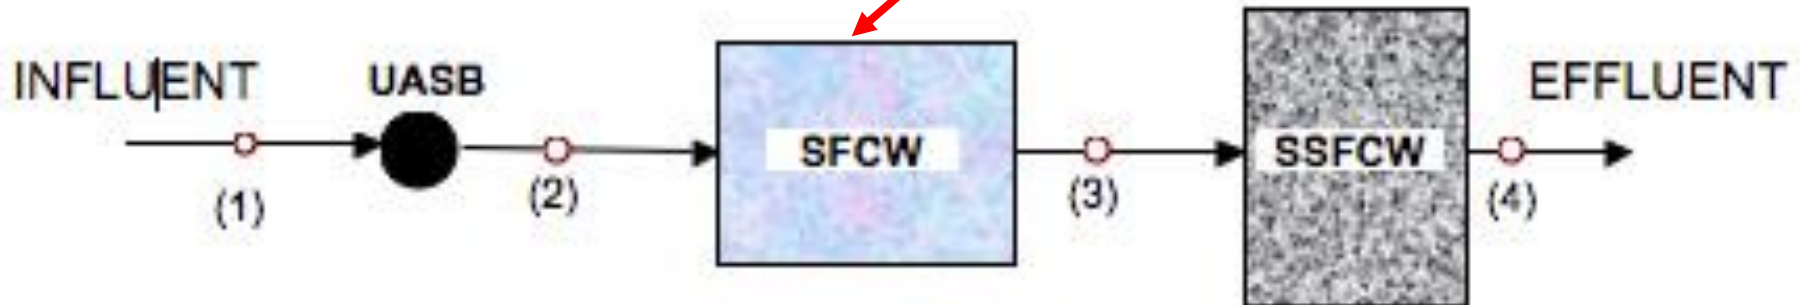 INFLUENT
UASB
SFCW
SSFCW
EFFLUENT
(1)
(2)
(3)
(4)